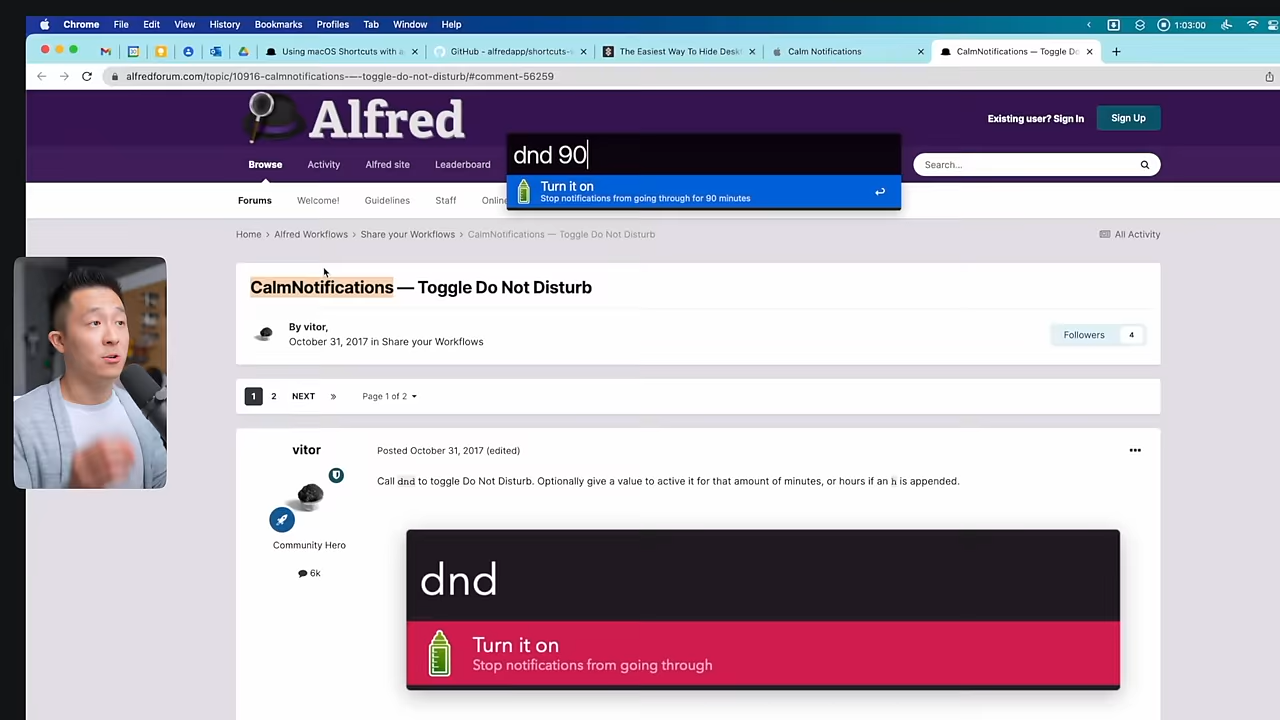 Chrome File Edit View History Bookmarks Profiles Tab Window Help
1:03:00
Using macOS Shortcuts with a
GitHub - alfredapp/shortcuts-
The Easiest Way To Hide Desk
Calm Notifications
CalmNotifications — Toggle Do
alfredforum.com/topic/10916-calmnotifications-—-toggle-do-not-disturb/#comment-56259
Alfred
Existing user? Sign In
Sign Up
dnd 90
Browse Activity Alfred site Leaderboard
Search...
Turn it on
Stop notifications from going through for 90 minutes
Forums Welcome! Guidelines Staff Online
Home > Alfred Workflows > Share your Workflows > CalmNotifications — Toggle Do Not Disturb
All Activity
CalmNotifications — Toggle Do Not Disturb
By vitor,
October 31, 2017 in Share your Workflows
Followers 4
1 2 NEXT » Page 1 of 2
vitor
Posted October 31, 2017 (edited)
Call dnd to toggle Do Not Disturb. Optionally give a value to active it for that amount of minutes, or hours if an h is appended.
Community Hero
6k
dnd
Turn it on
Stop notifications from going through